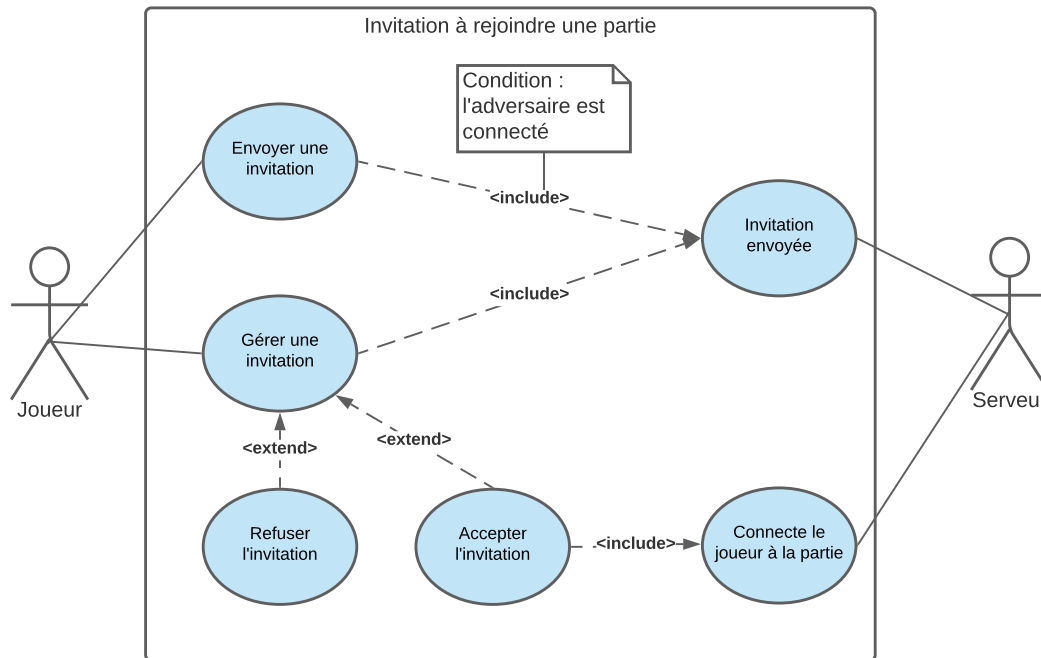 Invitation à rejoindre une partie
Condition :
l'adversaire est
connecté
Envoyer une
invitation
<include>
Invitation
envoyée
<include>
Gérer une
invitation
Joueur
Serveu
<extend>
<extend>
Refuser
l'invitation
Accepter
l'invitation
<include>
Connecte le
joueur à la partie